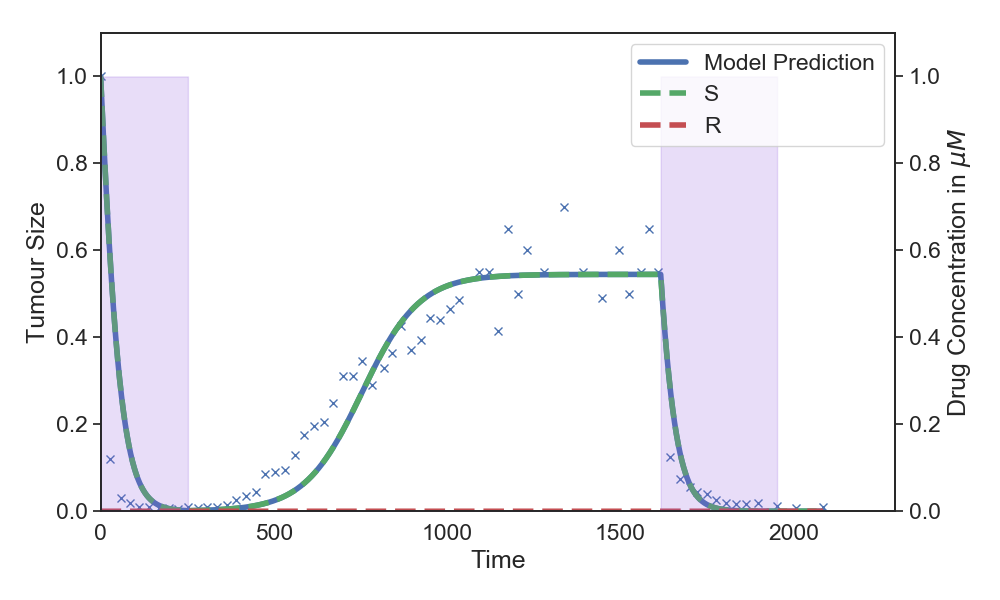 Model Prediction
S
R
1.0
0.8
0.6
0.4
0.2
0.0
Tumour Size
1.0
0.8
0.6
0.4
0.2
0.0
Drug Concentration in μM
0
500
1000
1500
2000
Time